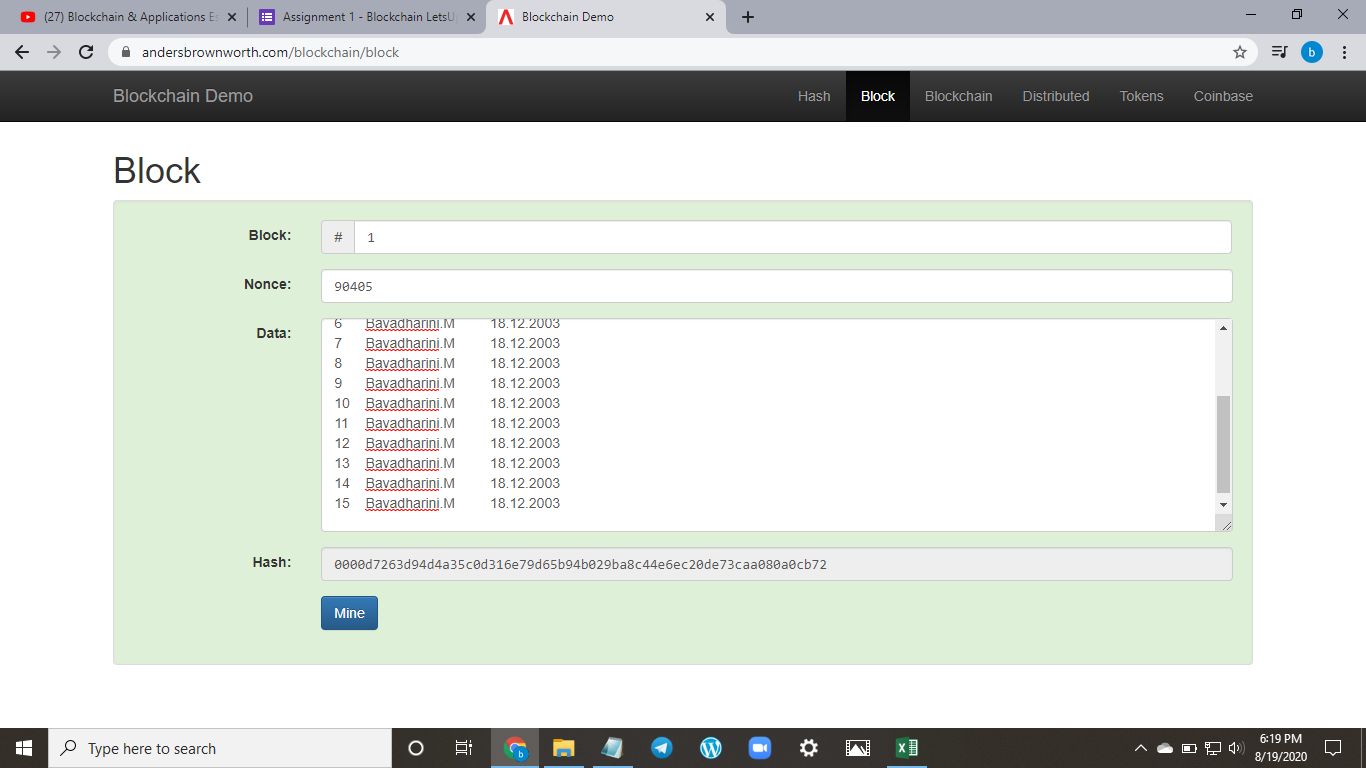 (27) Blockchain & Applications Es
Assignment 1 - Blockchain LetsU
Blockchain Demo
andersbrownworth.com/blockchain/block
b
Blockchain Demo
Hash
Block
Blockchain
Distributed
Tokens
Coinbase
Block
Block: # 1
Nonce: 90405
Data:
6 Bavadharini.M 18.12.2003
7 Bavadharini.M 18.12.2003
8 Bavadharini.M 18.12.2003
9 Bavadharini.M 18.12.2003
10 Bavadharini.M 18.12.2003
11 Bavadharini.M 18.12.2003
12 Bavadharini.M 18.12.2003
13 Bavadharini.M 18.12.2003
14 Bavadharini.M 18.12.2003
15 Bavadharini.M 18.12.2003
Hash: 0000d7263d94d4a35c0d316e79d65b94b029ba8c44e6ec20de73caa080a0cb72
Mine
Type here to search
6:19 PM
8/19/2020